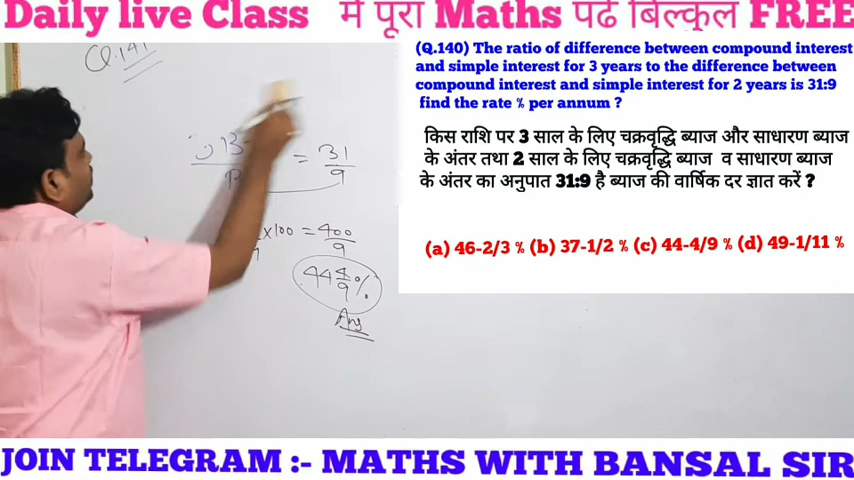 Daily live Class में पूरा Maths पढें बिल्कुल FREE
Q.141
(Q.140) The ratio of difference between compound interest
and simple interest for 3 years to the difference between
compound interest and simple interest for 2 years is 31:9
find the rate % per annum ?
किस राशि पर 3 साल के लिए चक्रवृद्धि ब्याज और साधारण ब्याज
के अंतर तथा 2 साल के लिए चक्रवृद्धि ब्याज व साधारण ब्याज
के अंतर का अनुपात 31:9 है ब्याज की वार्षिक दर ज्ञात करें ?
(a) 46-2/3 % (b) 37-1/2 % (c) 44-4/9 % (d) 49-1/11 %
= 31/9
x100 = 400/9
44 4/9 %
Ans
JOIN TELEGRAM :- MATHS WITH BANSAL SIR